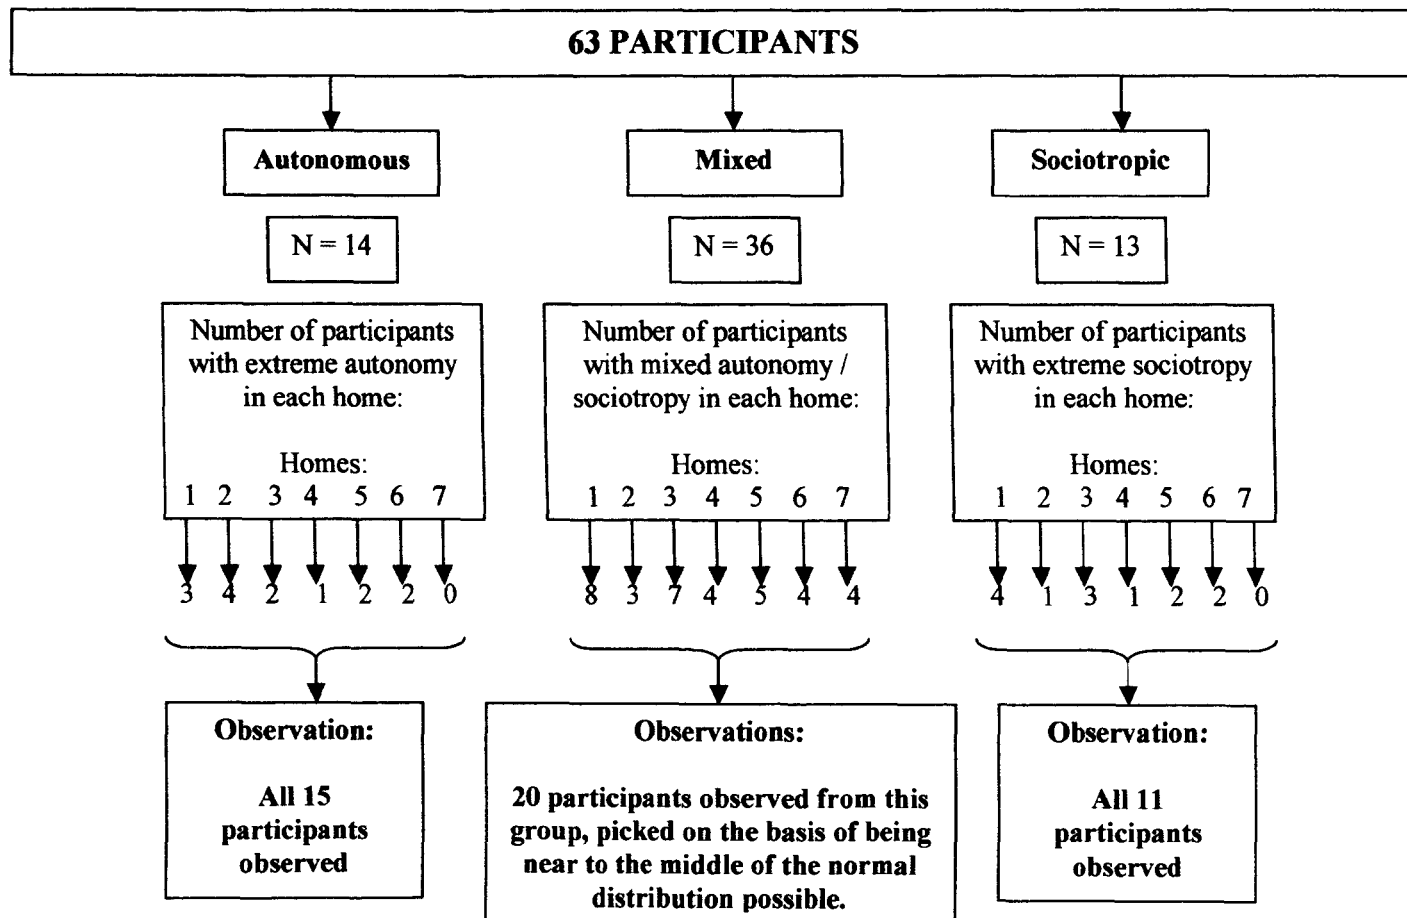 63 PARTICIPANTS
Autonomous
Mixed
Sociotropic
N = 14
N = 36
N = 13
Number of participants
with extreme autonomy
in each home:
Homes:
1 2 3 4 5 6 7
3 4 2 1 2 2 0
Number of participants
with mixed autonomy /
sociotropy in each home:
Homes:
1 2 3 4 5 6 7
8 3 7 4 5 4 4
Number of participants
with extreme sociotropy
in each home:
Homes:
1 2 3 4 5 6 7
4 1 3 1 2 2 0
Observation:
All 15
participants
observed
Observations:
20 participants observed from this
group, picked on the basis of being
near to the middle of the normal
distribution possible.
Observation:
All 11
participants
observed